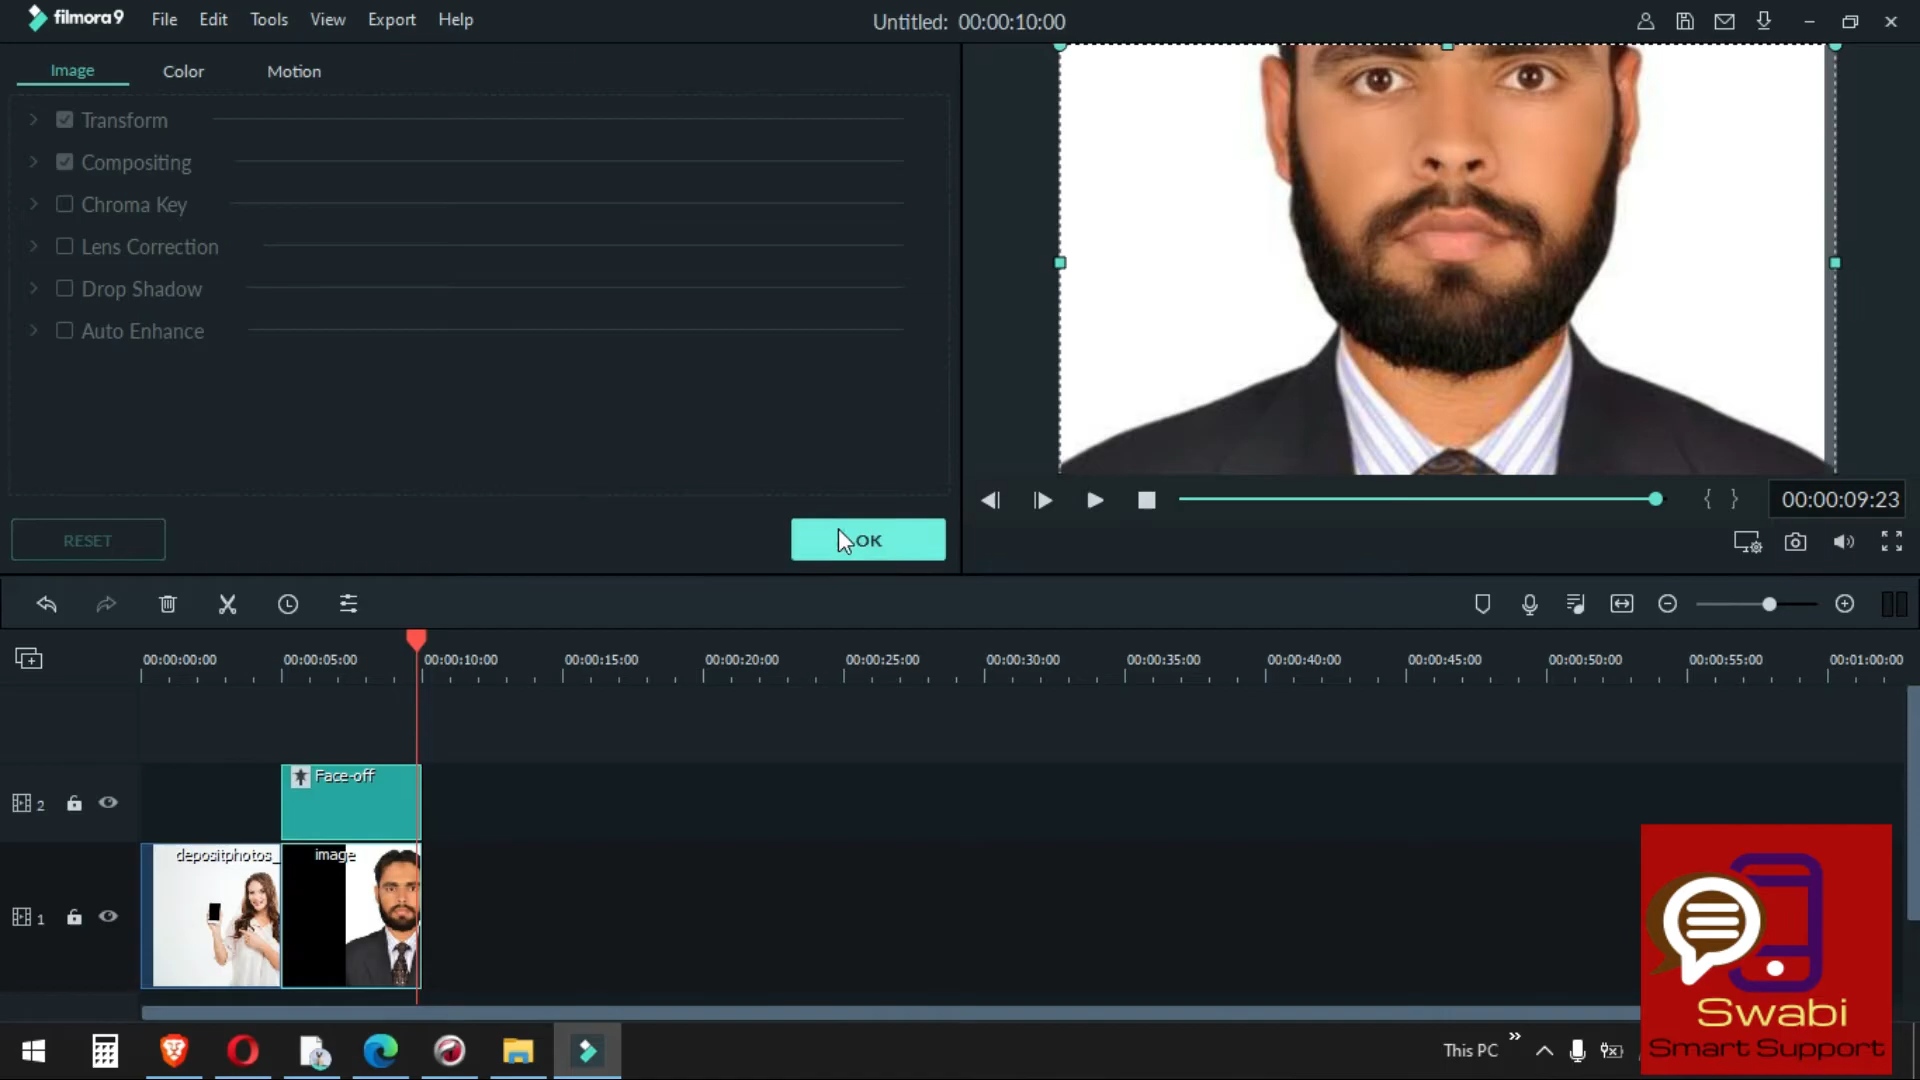 filmora9 File Edit Tools View Export Help Untitled: 00:00:10:00
Image Color Motion
Transform
Compositing
Chroma Key
Lens Correction
Drop Shadow
Auto Enhance
RESET OK
{ } 00:00:09:23
00:00:00:00 00:00:05:00 00:00:10:00 00:00:15:00 00:00:20:00 00:00:25:00 00:00:30:00 00:00:35:00 00:00:40:00 00:00:45:00 00:00:50:00 00:00:55:00 00:01:00:00
Face-off
2
depositphotos_ image
1
Swabi
Smart Support
This PC